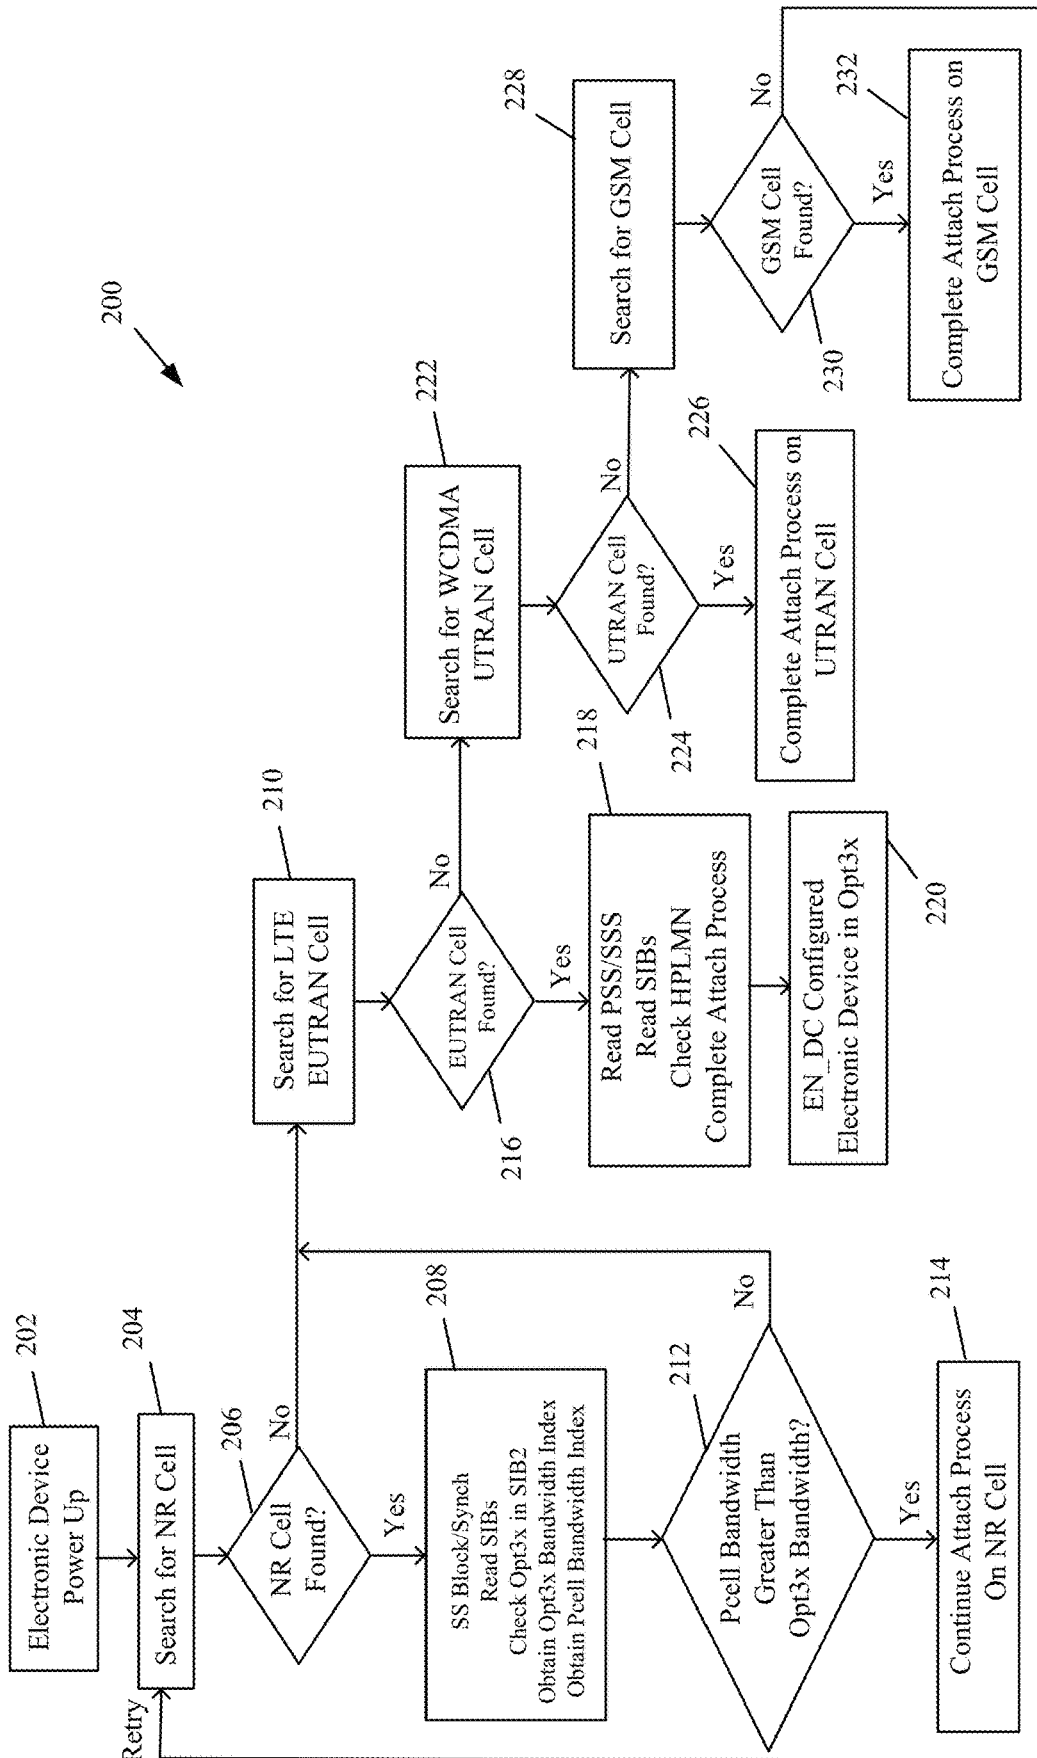 200
202
Electronic Device
Power Up
204
Search for NR Cell
Retry
206
NR Cell
Found?
No
Yes
208
SS Block/Synch
Read SIBs
Check Opt3x in SIB2
Obtain Opt3x Bandwidth Index
Obtain Pcell Bandwidth Index
212
Pcell Bandwidth
Greater Than
Opt3x Bandwidth?
No
Yes
214
Continue Attach Process
On NR Cell
210
Search for LTE
EUTRAN Cell
216
EUTRAN Cell
Found?
No
Yes
218
Read PSS/SSS
Read SIBs
Check HPLMN
Complete Attach Process
220
EN_DC Configured
Electronic Device in Opt3x
222
Search for WCDMA
UTRAN Cell
224
UTRAN Cell
Found?
No
Yes
226
Complete Attach Process on
UTRAN Cell
228
Search for GSM Cell
230
GSM Cell
Found?
No
Yes
232
Complete Attach Process on
GSM Cell